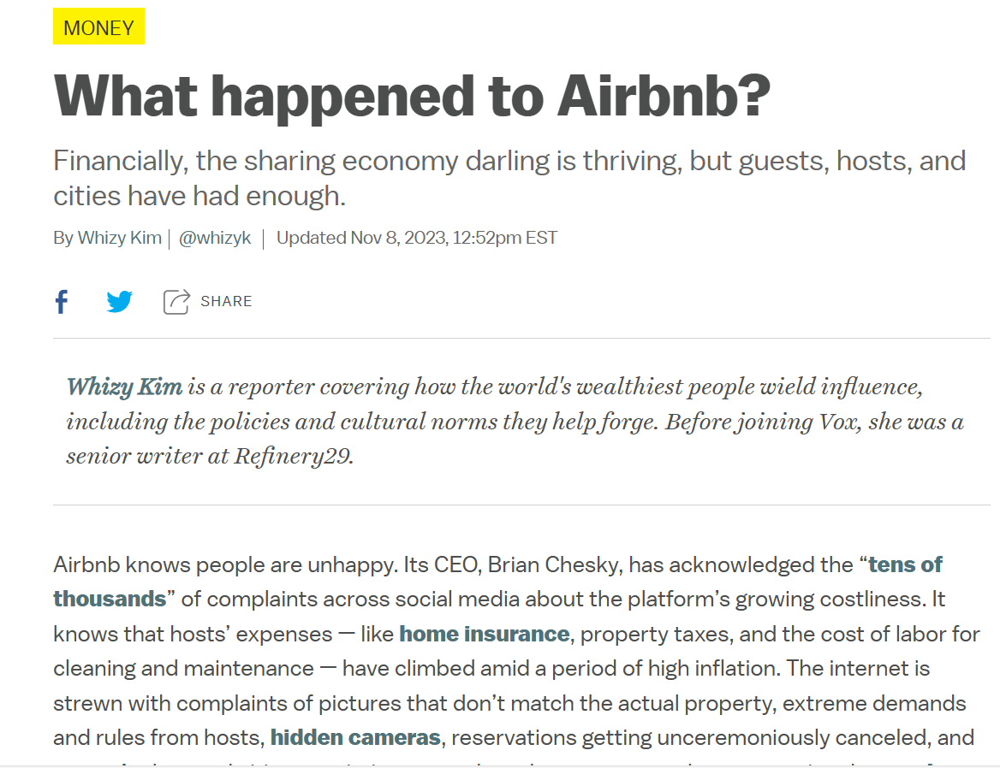 MONEY
What happened to Airbnb?
Financially, the sharing economy darling is thriving, but guests, hosts, and
cities have had enough.
By Whizy Kim | @whizyk | Updated Nov 8, 2023, 12:52pm EST
SHARE
Whizy Kim is a reporter covering how the world's wealthiest people wield influence,
including the policies and cultural norms they help forge. Before joining Vox, she was a
senior writer at Refinery29.
Airbnb knows people are unhappy. Its CEO, Brian Chesky, has acknowledged the “tens of
thousands” of complaints across social media about the platform’s growing costliness. It
knows that hosts’ expenses — like home insurance, property taxes, and the cost of labor for
cleaning and maintenance — have climbed amid a period of high inflation. The internet is
strewn with complaints of pictures that don’t match the actual property, extreme demands
and rules from hosts, hidden cameras, reservations getting unceremoniously canceled, and